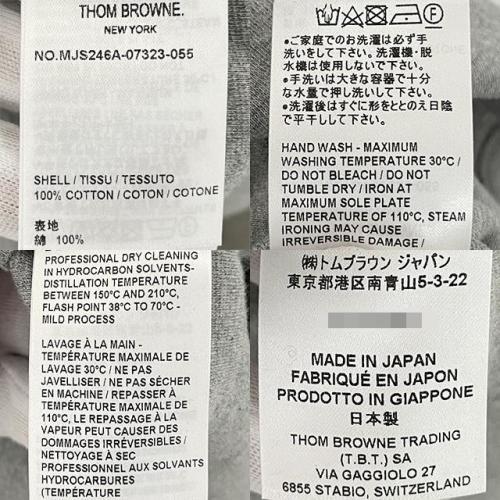 THOM BROWNE.
NEW YORK
NO.MJS246A-07323-055
SHELL / TISSU / TESSUTO
100% COTTON / COTON / COTONE
表地
綿 100%
●ご家庭でのお洗濯は必ず手
洗いをして下さい。洗濯機・脱
水機は使用しないで下さい。
●手洗いは大きな容器で十分
な水量で押し洗いして下さい。
●洗濯後はすぐに形をととのえ日陰
で平干しして下さい。
HAND WASH - MAXIMUM
WASHING TEMPERATURE 30°C /
DO NOT BLEACH / DO NOT
TUMBLE DRY / IRON AT
MAXIMUM SOLE PLATE
TEMPERATURE OF 110°C, STEAM
IRONING MAY CAUSE
IRREVERSIBLE DAMAGE /
PROFESSIONAL DRY CLEANING
IN HYDROCARBON SOLVENTS-
DISTILLATION TEMPERATURE
BETWEEN 150°C AND 210°C,
FLASH POINT 38°C TO 70°C -
MILD PROCESS
LAVAGE À LA MAIN -
TEMPÉRATURE MAXIMALE DE
LAVAGE 30°C / NE PAS
JAVELLISER / NE PAS SÉCHER
EN MACHINE / REPASSER À
TEMPÉRATURE MAXIMALE DE
110°C, LE REPASSAGE À LA
VAPEUR PEUT CAUSER DES
DOMMAGES IRRÉVERSIBLES /
NETTOYAGE À SEC
PROFESSIONNEL AUX SOLVANTS
HYDROCARBURES
(TEMPÉRATURE
㈱トムブラウン ジャパン
東京都港区南青山5-3-22
MADE IN JAPAN
FABRIQUÉ EN JAPON
PRODOTTO IN GIAPPONE
日本製
THOM BROWNE TRADING
(T.B.T.) SA
VIA GAGGIOLO 27
6855 STABIO, SWITZERLAND